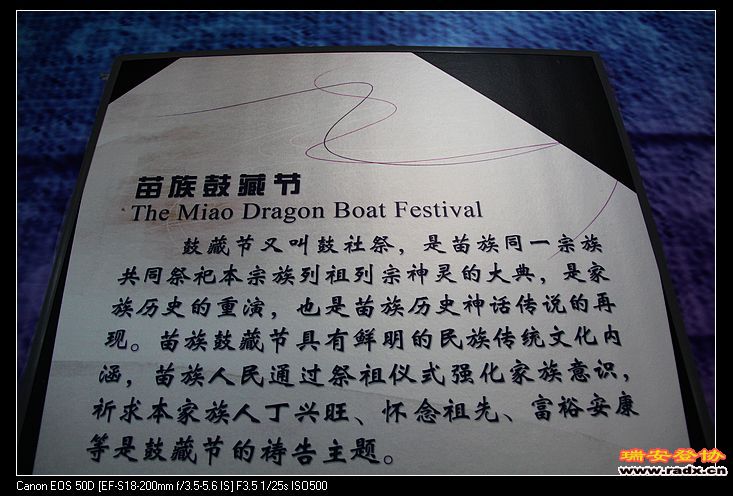 苗族鼓藏节
The Miao Dragon Boat Festival
鼓藏节又叫鼓社祭，是苗族同一宗族
共同祭祀本宗族列祖列宗神灵的大典，是家
族历史的重演，也是苗族历史神话传说的再
现。苗族鼓藏节具有鲜明的民族传统文化内
涵，苗族人民通过祭祖仪式强化家族意识，
祈求本家族人丁兴旺、怀念祖先、富裕安康
等是鼓藏节的祷告主题。
瑞安登协
www.radx.cn
Canon EOS 50D [EF-S18-200mm f/3.5-5.6 IS] F3.5 1/25s ISO500